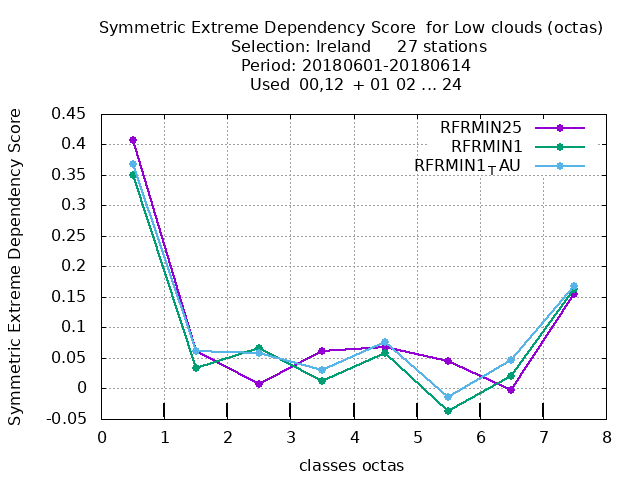 Symmetric Extreme Dependency Score  for Low clouds (octas)
Selection: Ireland     27 stations
Period: 20180601-20180614
Used  00,12  + 01 02 ... 24
Symmetric Extreme Dependency Score
0.45
0.4
0.35
0.3
0.25
0.2
0.15
0.1
0.05
0
-0.05
RFRMIN25
RFRMIN1
RFRMIN1TAU
0 1 2 3 4 5 6 7 8
classes octas